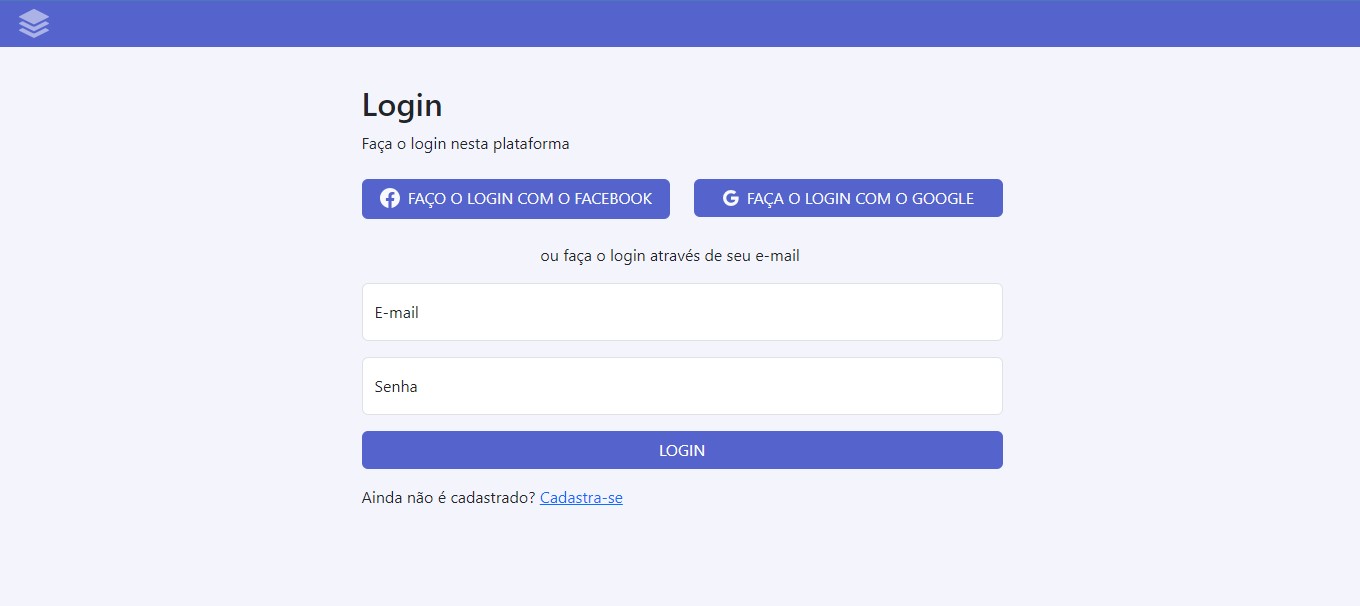 Login
Faça o login nesta plataforma
FAÇO O LOGIN COM O FACEBOOK
FAÇA O LOGIN COM O GOOGLE
ou faça o login através de seu e-mail
E-mail
Senha
LOGIN
Ainda não é cadastrado? Cadastra-se